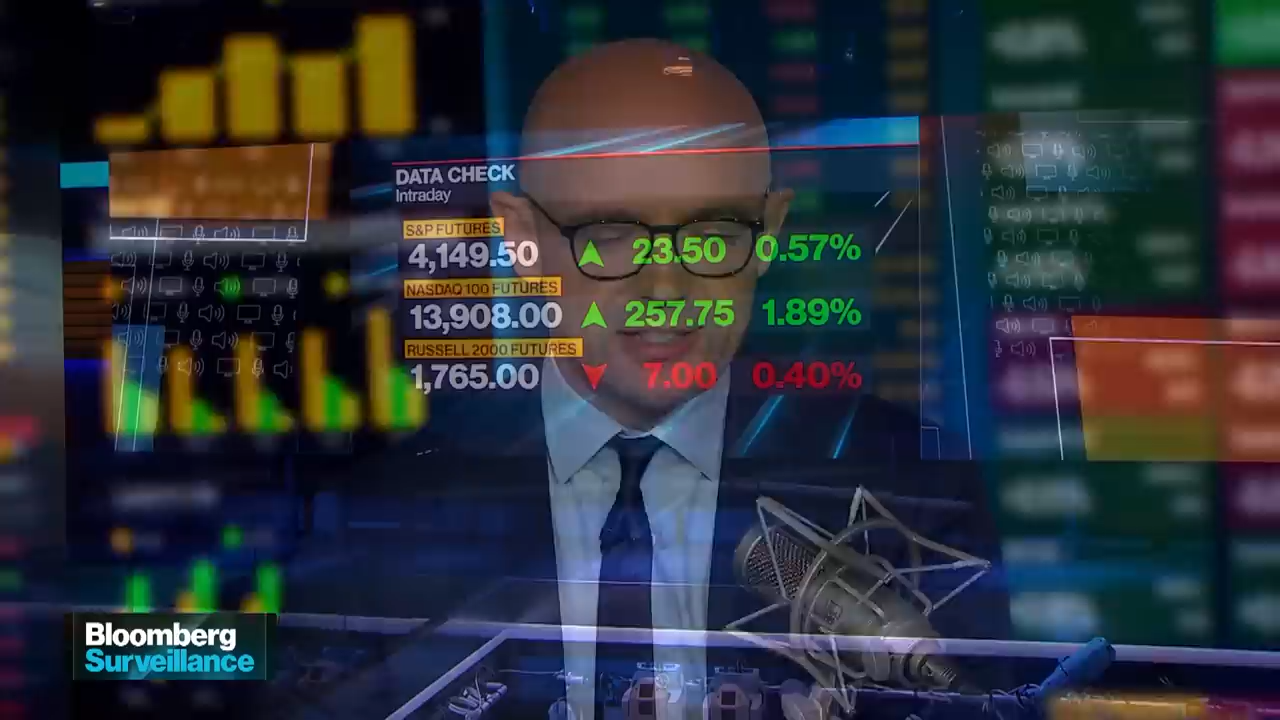 DATA CHECK
Intraday
S&P FUTURES
4,149.50 ▲ 23.50 0.57%
NASDAQ 100 FUTURES
13,908.00 ▲ 257.75 1.89%
RUSSELL 2000 FUTURES
1,765.00 ▼ 7.00 0.40%
Bloomberg
Surveillance